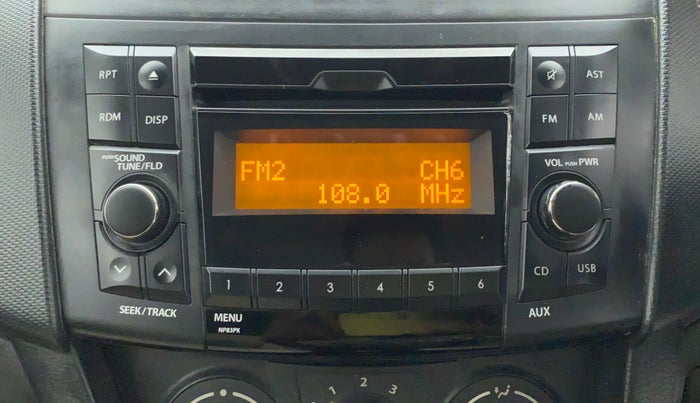 RPT
AST
RDM
DISP
FM
AM
PUSH SOUND
TUNE/FLD
VOL PUSH PWR
FM2 CH6
108.0 MHz
CD
USB
1 2 3 4 5 6
SEEK/TRACK
MENU
AUX
NP83PK
1 2 3